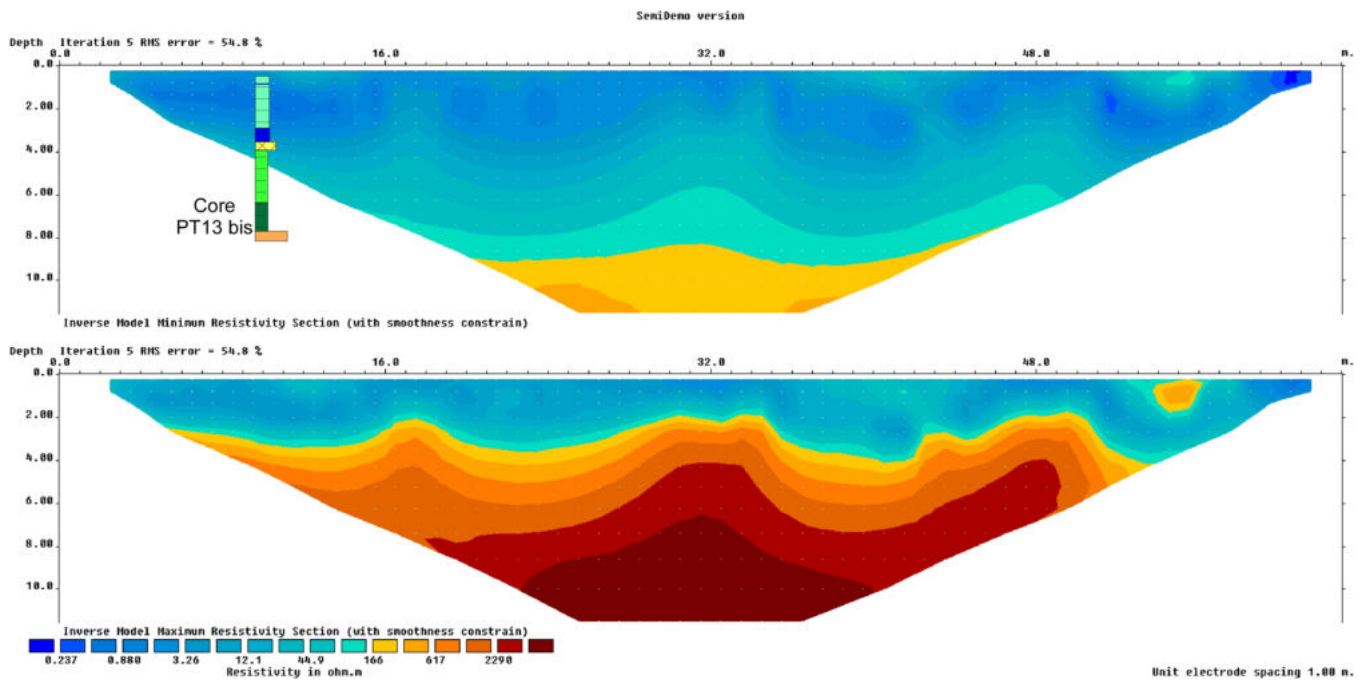 SemiDemo version
Depth Iteration 5 RMS error = 54.8 %
0.0 16.0 32.0 48.0 m.
0.0
2.00
4.00
6.00
Core
PT13 bis
8.00
10.0
Inverse Model Minimum Resistivity Section (with smoothness constrain)
Depth Iteration 5 RMS error = 54.8 %
0.0 16.0 32.0 48.0 m.
0.0
2.00
4.00
6.00
8.00
10.0
Inverse Model Maximum Resistivity Section (with smoothness constrain)
0.237 0.880 3.26 12.1 44.9 166 617 2290
Resistivity in ohm.m Unit electrode spacing 1.00 m.